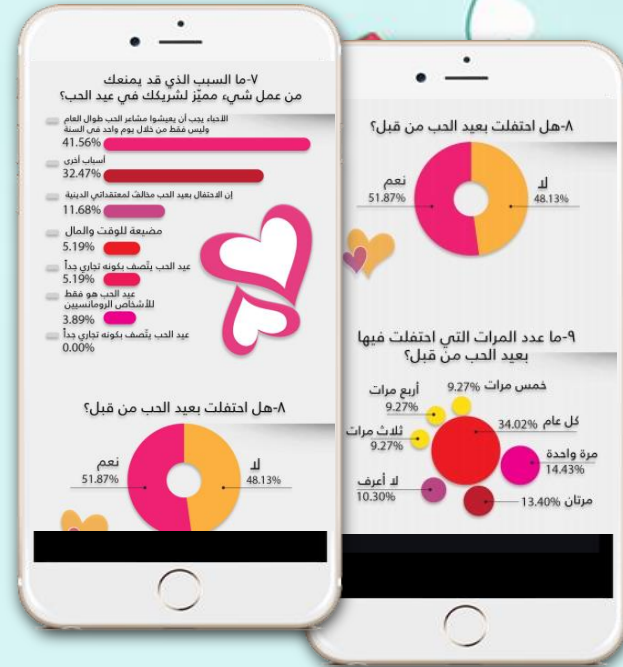 ٧-ما السبب الذي قد يمنعك
من عمل شيء مميّز لشريكك في عيد الحب؟
الأحباء يجب أن يعيشوا مشاعر الحب طوال العام
وليس فقط من خلال يوم واحد في السنة
41.56%
أسباب أخرى
32.47%
إن الاحتفال بعيد الحب مخالف لمعتقداتي الدينية
11.68%
مضيعة للوقت والمال
5.19%
عيد الحب يتّصف بكونه تجاري جداً
5.19%
عيد الحب هو فقط
للأشخاص الرومانسيين
3.89%
عيد الحب يتّصف بكونه تجاري جداً
0.00%
٨-هل احتفلت بعيد الحب من قبل؟
نعم
51.87%
لا
48.13%
٨-هل احتفلت بعيد الحب من قبل؟
نعم
51.87%
لا
48.13%
٩-ما عدد المرات التي احتفلت فيها
بعيد الحب من قبل؟
خمس مرات 9.27%
أربع مرات
9.27%
كل عام 34.02%
ثلاث مرات
9.27%
مرة واحدة
14.43%
لا أعرف
10.30%
مرتان 13.40%